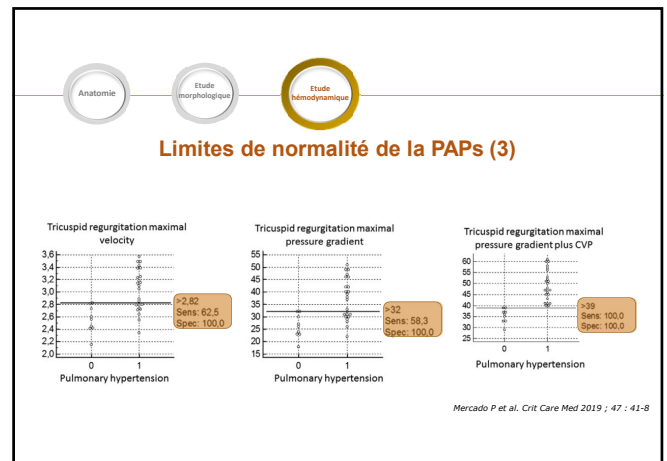 Anatomie
Etude
morphologique
Etude
hémodynamique
Limites de normalité de la PAPs (3)
Tricuspid regurgitation maximal
velocity
3,6
3,4
3,2
3,0
2,8
2,6
2,4
2,2
2,0
>2,82
Sens: 62,5
Spec: 100,0
0 1
Pulmonary hypertension
Tricuspid regurgitation maximal
pressure gradient
55
50
45
40
35
30
25
20
15
>32
Sens: 58,3
Spec: 100,0
0 1
Pulmonary hypertension
Tricuspid regurgitation maximal
pressure gradient plus CVP
60
55
50
45
40
35
30
25
>39
Sens: 100,0
Spec: 100,0
0 1
Pulmonary hypertension
Mercado P et al. Crit Care Med 2019 ; 47 : 41-8